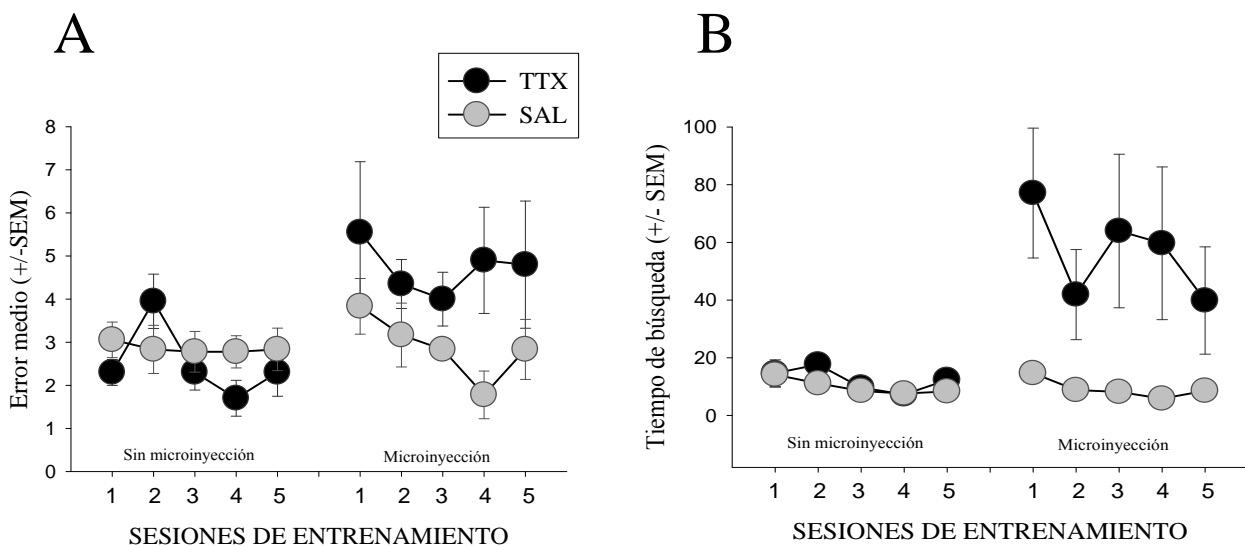 A
TTX
SAL
Error medio (+/-SEM)
8
7
6
5
4
3
2
1
0
Sin microinyección
Microinyección
1 2 3 4 5 1 2 3 4 5
SESIONES DE ENTRENAMIENTO
B
Tiempo de búsqueda (+/- SEM)
100
80
60
40
20
0
Sin microinyección
Microinyección
1 2 3 4 5 1 2 3 4 5
SESIONES DE ENTRENAMIENTO